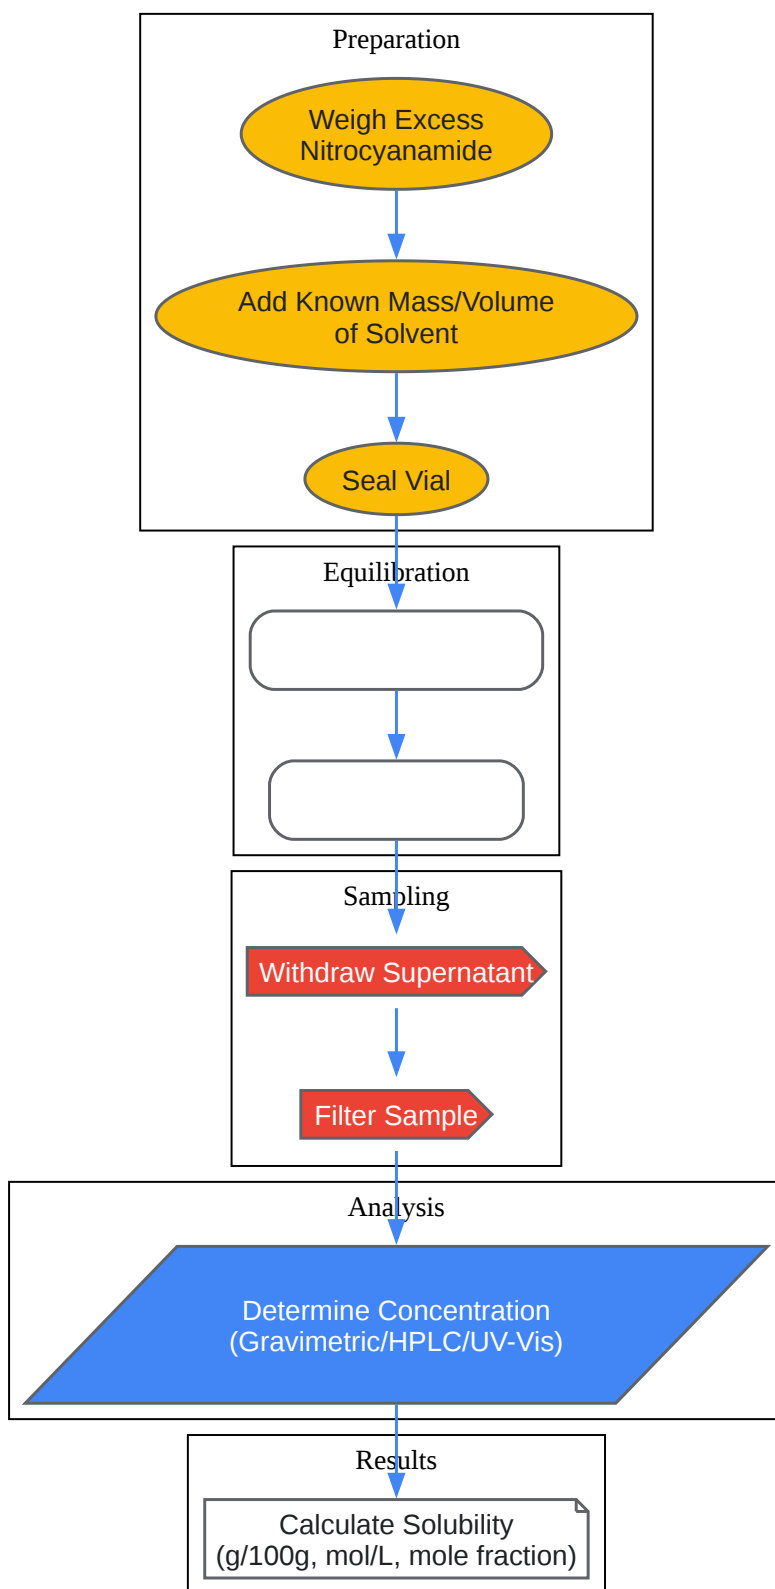 Preparation
Weigh Excess
Nitrocyanamide
Add Known Mass/Volume
of Solvent
Seal Vial
Equilibration
Sampling
Withdraw Supernatant
Filter Sample
Analysis
Determine Concentration
(Gravimetric/HPLC/UV-Vis)
Results
Calculate Solubility
(g/100g, mol/L, mole fraction)